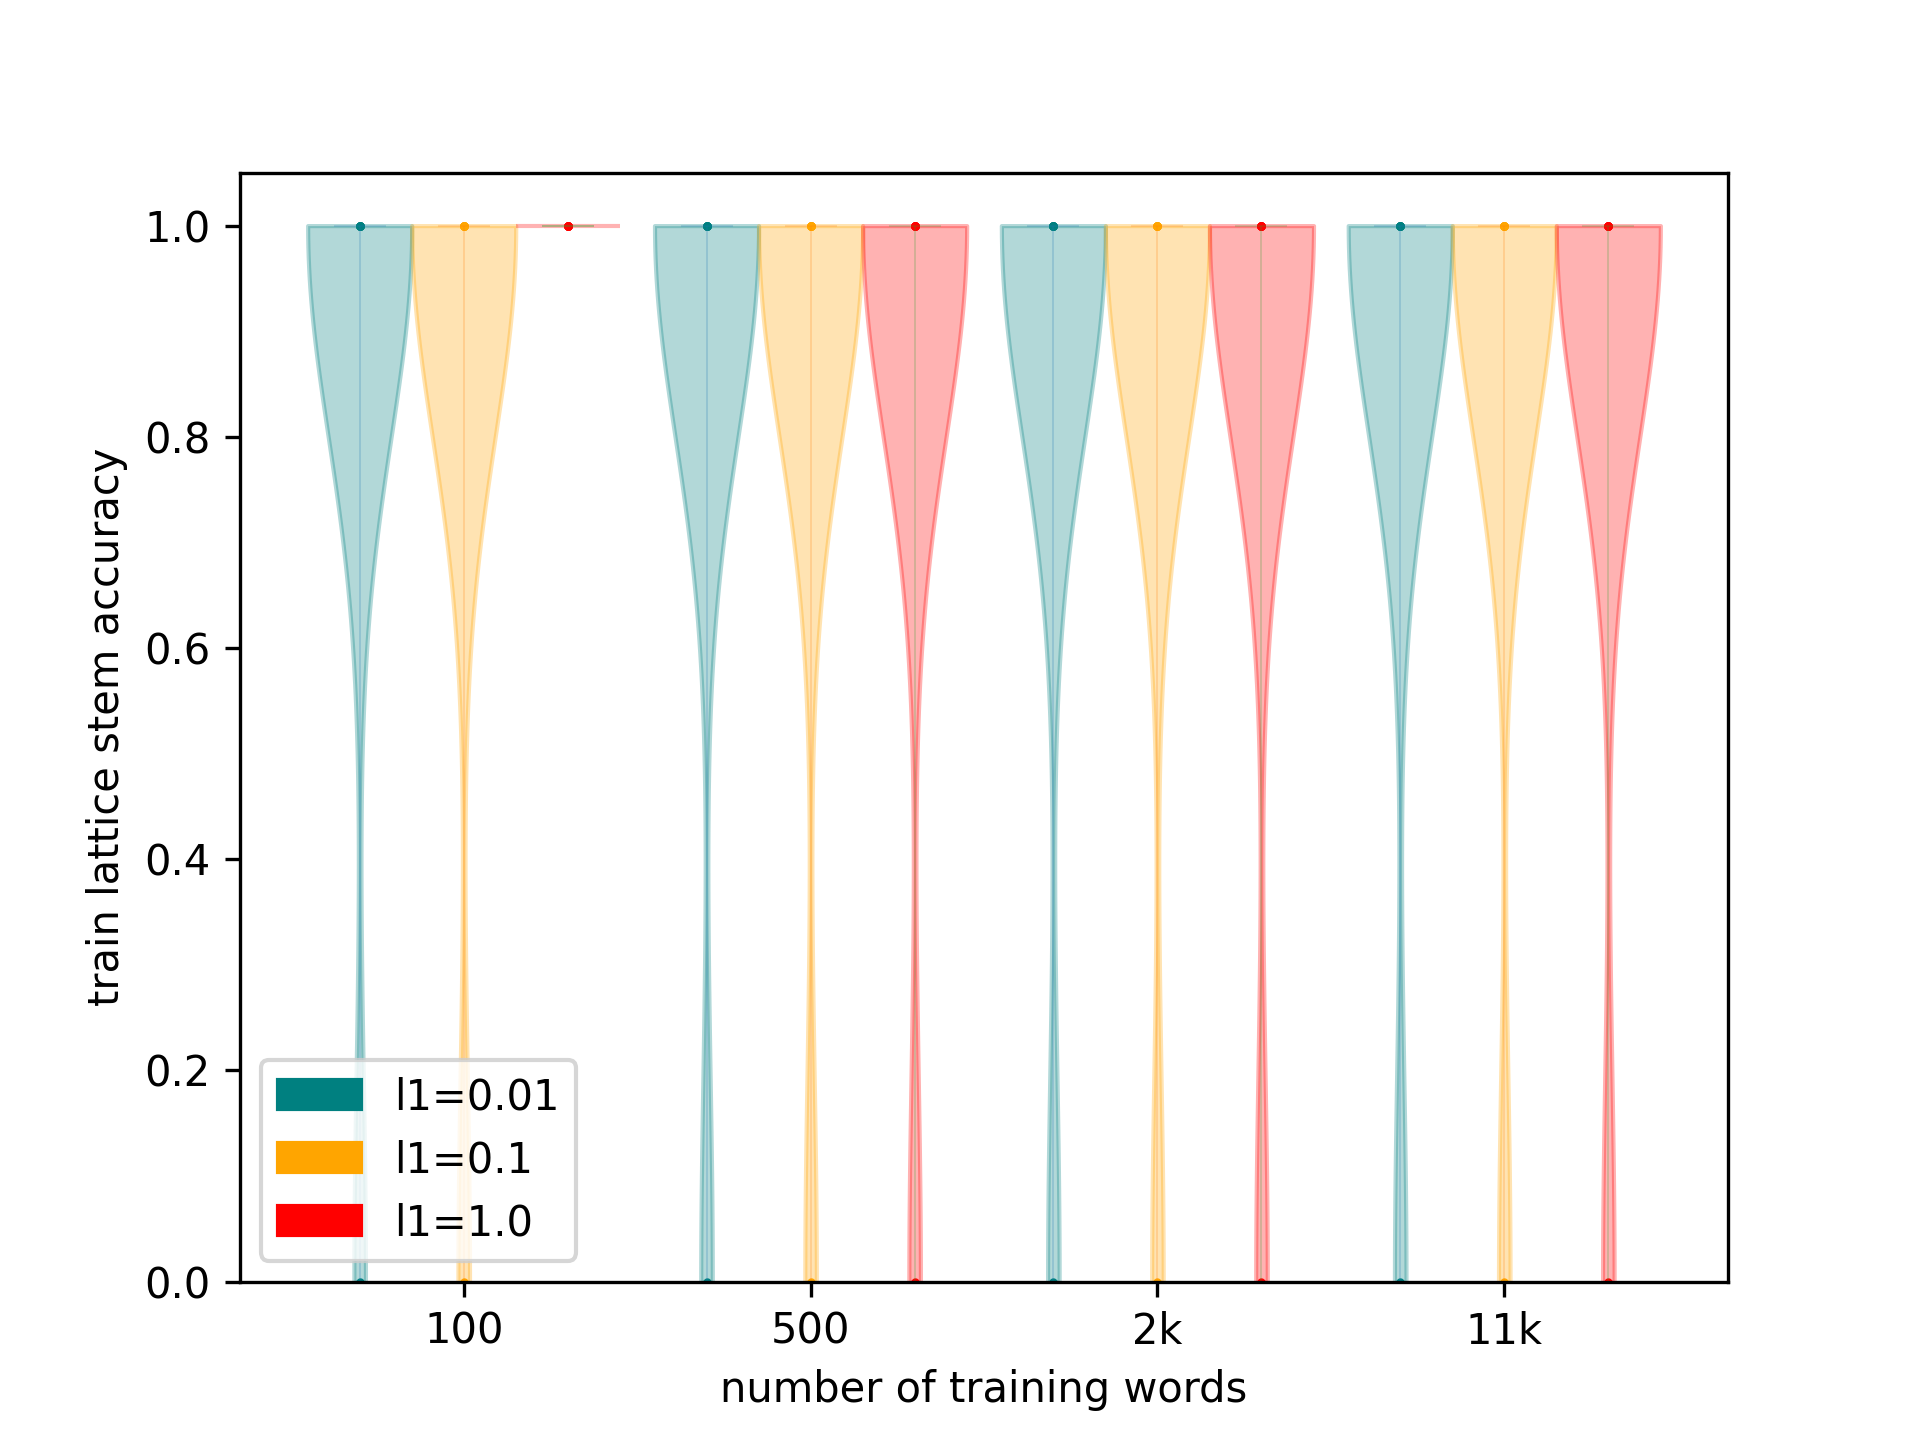 train lattice stem accuracy
1.0
0.8
0.6
0.4
0.2
0.0
l1=0.01
l1=0.1
l1=1.0
100 500 2k 11k
number of training words